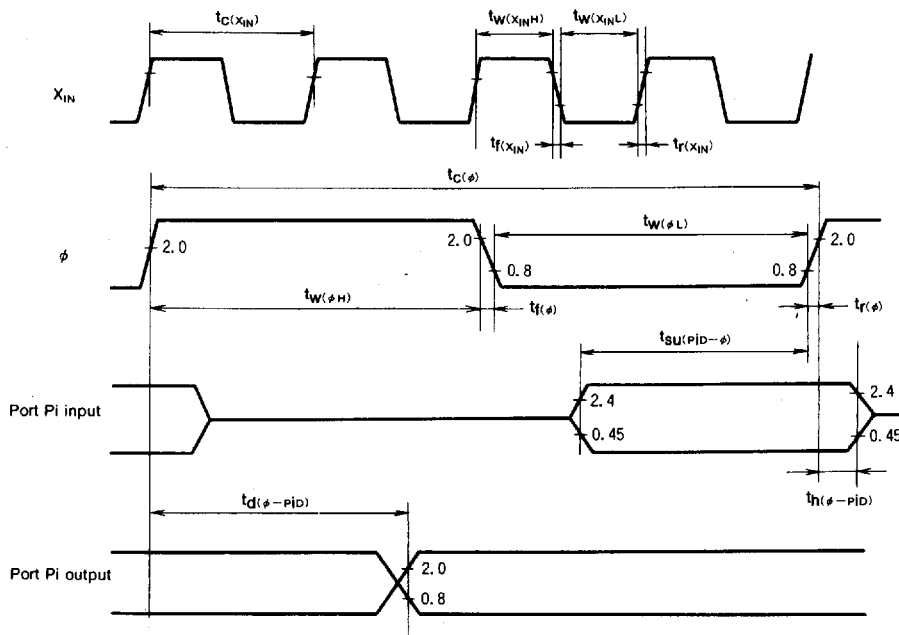 tC(XIN) tW(XINH) tW(XINL)
XIN
tf(XIN) tr(XIN)
tC(φ)
φ
2.0 2.0 tW(φL) 2.0
0.8 0.8
tW(φH) tf(φ) tr(φ)
tSU(PiD−φ)
Port Pi input
2.4 2.4
0.45 0.45
td(φ−PiD) th(φ−PiD)
Port Pi output
2.0
0.8